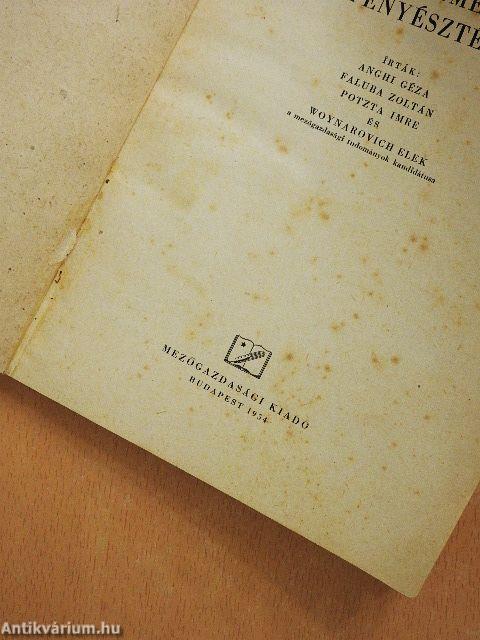 TENYÉSZTÉ
ÍRTÁK:
ANGHI GÉZA
FALUBA ZOLTÁN
POTZTA IMRE
ÉS
WOYNAROVICH ELEK
a mezőgazdasági tudományok kandidátusa
MEZŐGAZDASÁGI KIADÓ
BUDAPEST 1954
Antikvárium.hu